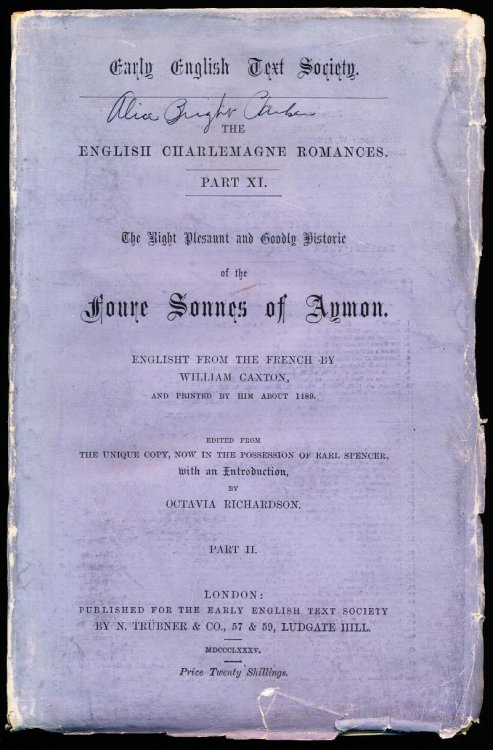 Early English Text Society.
Alice Bright
THE
ENGLISH CHARLEMAGNE ROMANCES.
PART XI.
The Right Plesaunt and Goodly Historie
of the
Foure Sonnes of Aymon.
ENGLISHT FROM THE FRENCH BY
WILLIAM CAXTON,
AND PRINTED BY HIM ABOUT 1489.
EDITED FROM
THE UNIQUE COPY, NOW IN THE POSSESSION OF EARL SPENCER,
with an Introduction,
BY
OCTAVIA RICHARDSON.
PART II.
LONDON:
PUBLISHED FOR THE EARLY ENGLISH TEXT SOCIETY
BY N. TRÜBNER & CO., 57 & 59, LUDGATE HILL.
MDCCCLXXXV.
Price Twenty Shillings.